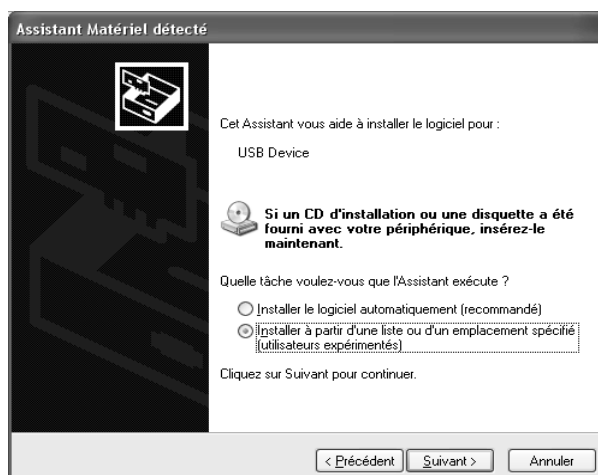 Assistant Matériel détecté
Cet Assistant vous aide à installer le logiciel pour :
USB Device
Si un CD d'installation ou une disquette a été
fourni avec votre périphérique, insérez-le
maintenant.
Quelle tâche voulez-vous que l'Assistant exécute ?
Installer le logiciel automatiquement (recommandé)
Installer à partir d'une liste ou d'un emplacement spécifié
(utilisateurs expérimentés)
Cliquez sur Suivant pour continuer.
< Précédent Suivant > Annuler